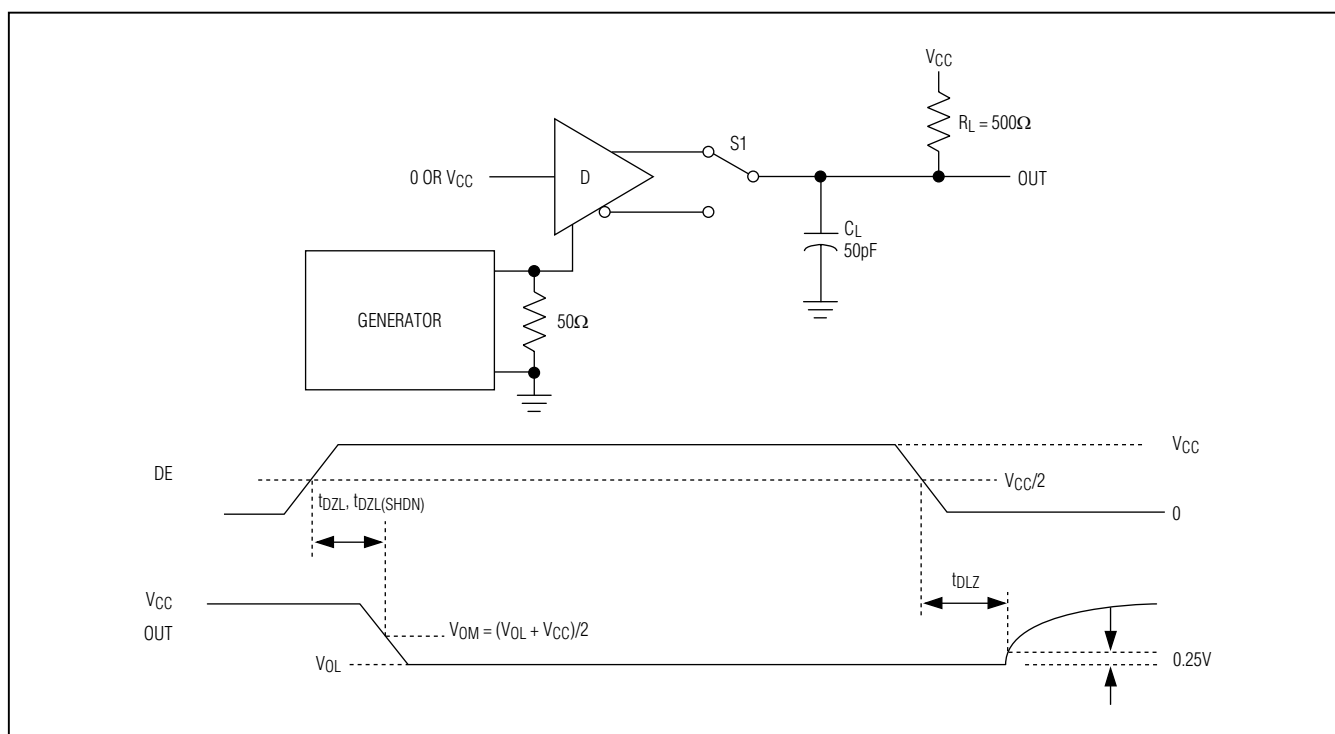 VCC
RL = 500Ω
S1
0 OR VCC
D
OUT
CL
50pF
GENERATOR
50Ω
VCC
DE
VCC/2
tDZL, tDZL(SHDN)
0
tDLZ
VCC
OUT
VOM = (VOL + VCC)/2
VOL
0.25V